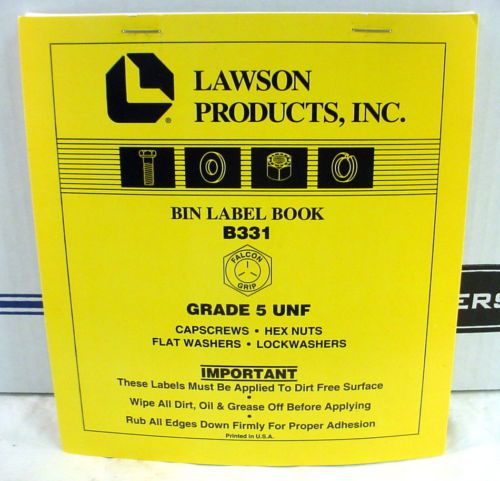 LAWSON
PRODUCTS, INC.
®
BIN LABEL BOOK
B331
FALCON
GRIP
GRADE 5 UNF
CAPSCREWS • HEX NUTS
FLAT WASHERS • LOCKWASHERS
IMPORTANT
These Labels Must Be Applied To Dirt Free Surface
•
Wipe All Dirt, Oil & Grease Off Before Applying
•
Rub All Edges Down Firmly For Proper Adhesion
Printed in U.S.A.
ERS